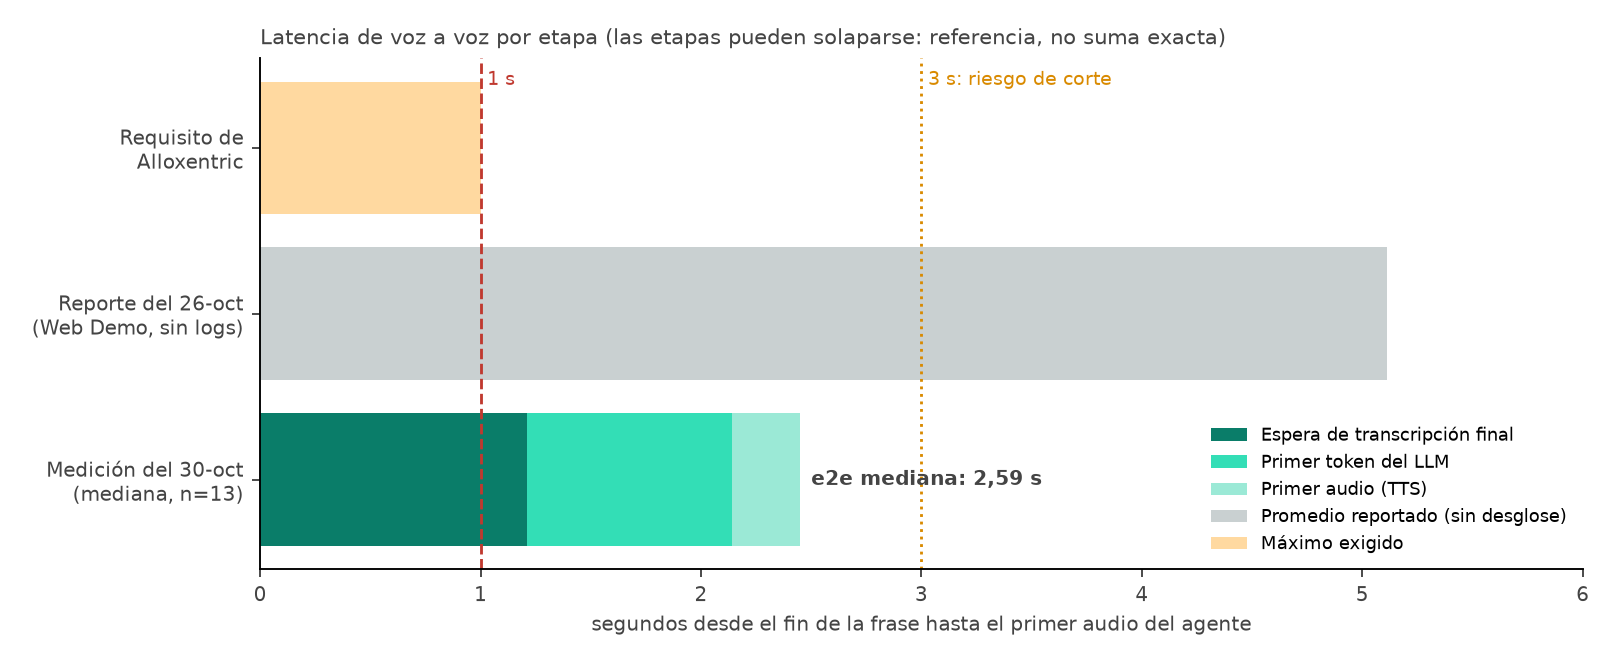 Latencia de voz a voz por etapa (las etapas pueden solaparse: referencia, no suma exacta)
1 s
3 s: riesgo de corte
Requisito de
Alloxentric
Reporte del 26-oct
(Web Demo, sin logs)
Medición del 30-oct
(mediana, n=13)
e2e mediana: 2,59 s
Espera de transcripción final
Primer token del LLM
Primer audio (TTS)
Promedio reportado (sin desglose)
Máximo exigido
0 1 2 3 4 5 6
segundos desde el fin de la frase hasta el primer audio del agente